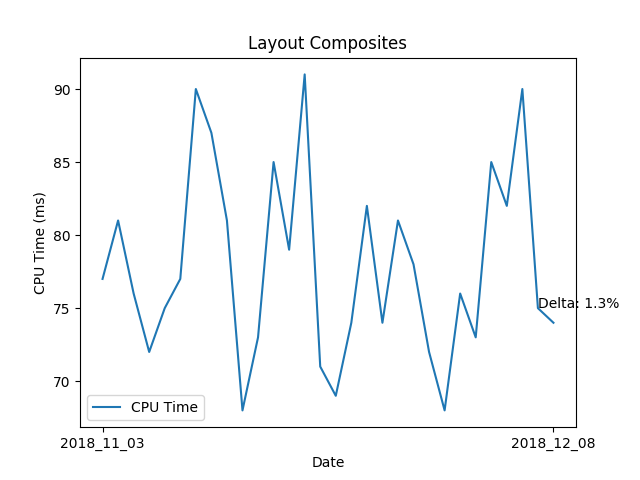 Layout Composites
CPU Time (ms)
90
85
80
75
70
Delta: 1.3%
CPU Time
2018_11_03
2018_12_08
Date